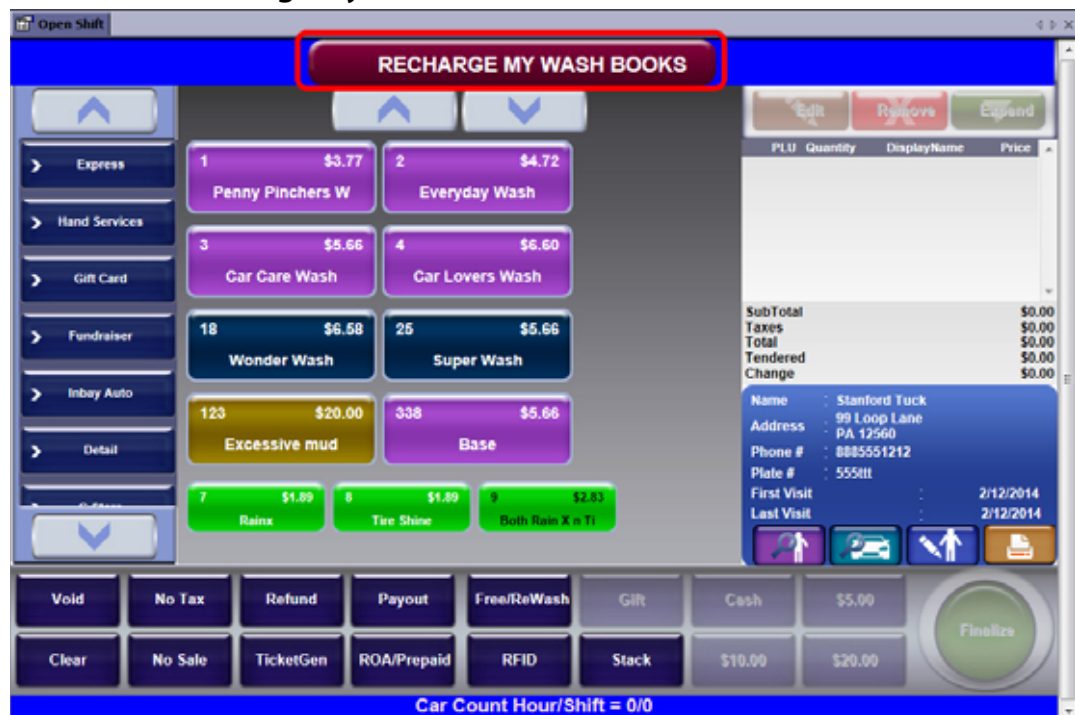 Open Shift
RECHARGE MY WASH BOOKS
Express
Hand Services
Gift Card
Fundraiser
Inbay Auto
Detail
1 $3.77
Penny Pinchers W
2 $4.72
Everyday Wash
3 $5.66
Car Care Wash
4 $6.60
Car Lovers Wash
18 $6.58
Wonder Wash
25 $5.66
Super Wash
123 $20.00
Excessive mud
338 $5.66
Base
7 $1.89
Rainx
8 $1.89
Tire Shine
9 $2.83
Both Rain X n Ti
Edit Remove Expend
PLU Quantity DisplayName Price
SubTotal $0.00
Taxes $0.00
Total $0.00
Tendered $0.00
Change $0.00
Name : Stanford Tuck
Address : 99 Loop Lane
PA 12560
Phone # : 8885551212
Plate # : 555ttt
First Visit : 2/12/2014
Last Visit : 2/12/2014
Void No Tax Refund Payout Free/ReWash Gift Cash $5.00
Finalize
Clear No Sale TicketGen ROA/Prepaid RFID Stack $10.00 $20.00
Car Count Hour/Shift = 0/0